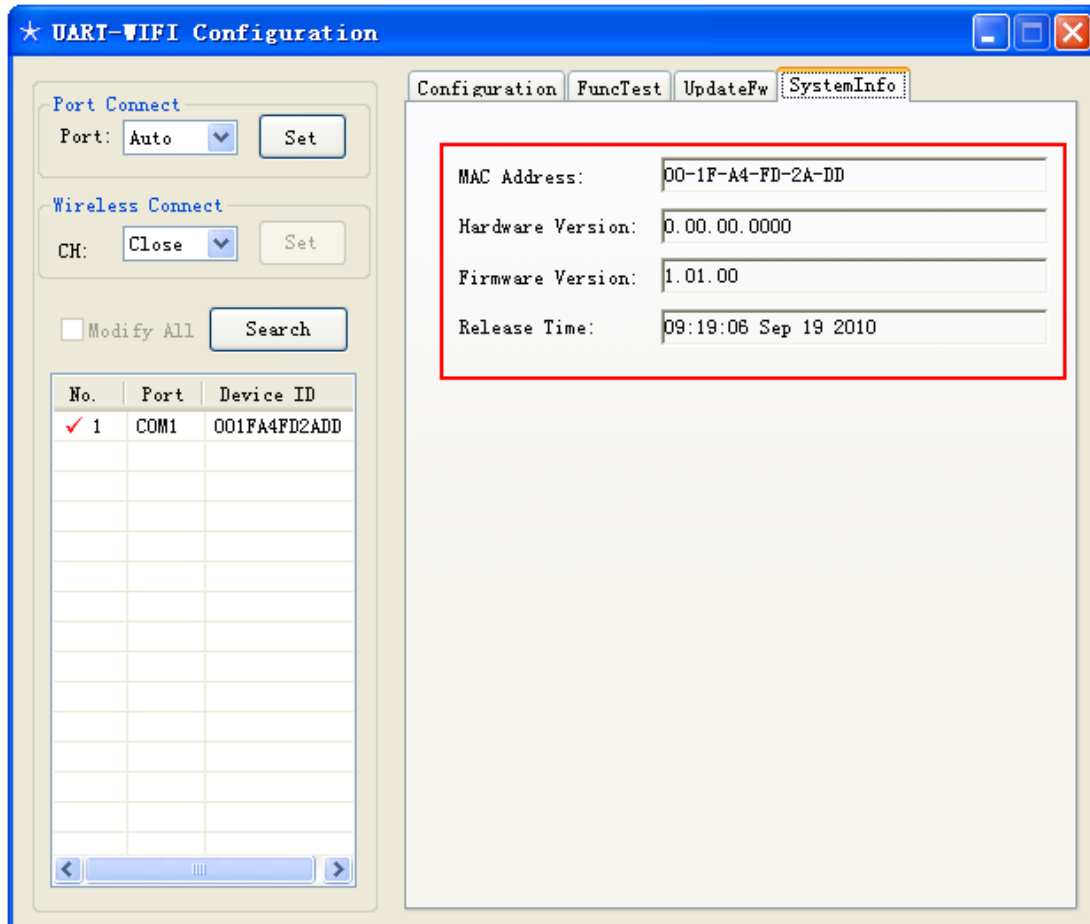 UART-WIFI Configuration
Port Connect
Port: Auto Set
Wireless Connect
CH: Close Set
Modify All Search
No. Port Device ID
1 COM1 001FA4FD2ADD
Configuration FuncTest UpdateFw SystemInfo
MAC Address: 00-1F-A4-FD-2A-DD
Hardware Version: 0.00.00.0000
Firmware Version: 1.01.00
Release Time: 09:19:06 Sep 19 2010